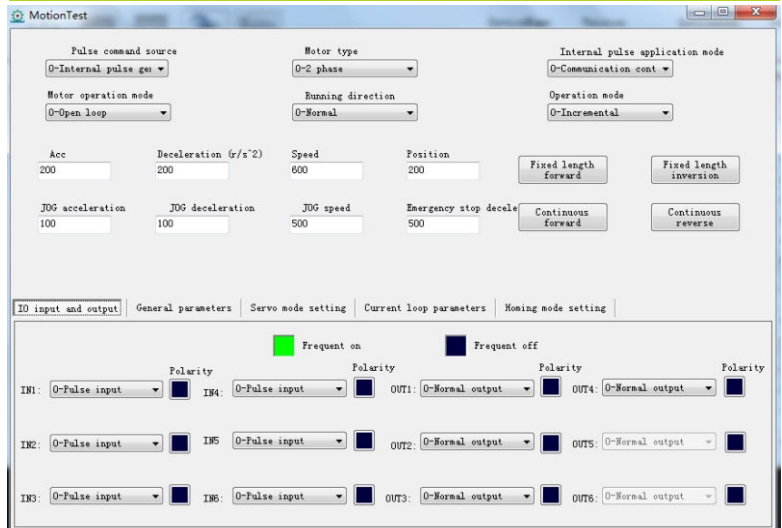 MotionTest
Pulse command source Motor type Internal pulse application mode
0-Internal pulse ge 0-2 phase 0-Communication cont
Motor operation mode Running direction Operation mode
0-Open loop 0-Normal 0-Incremental
Acc Deceleration (r/s^2) Speed Position
200 200 600 200
Fixed length forward
Fixed length inversion
JOG acceleration JOG deceleration JOG speed Emergency stop decele
100 100 500 500
Continuous forward
Continuous reverse
IO input and output General parameters Servo mode setting Current loop parameters Homing mode setting
Frequent on Frequent off
Polarity Polarity Polarity Polarity
IN1: 0-Pulse input IN4: 0-Pulse input OUT1: 0-Normal output OUT4: 0-Normal output
IN2: 0-Pulse input IN5 0-Pulse input OUT2: 0-Normal output OUT5: 0-Normal output
IN3: 0-Pulse input IN6: 0-Pulse input OUT3: 0-Normal output OUT6: 0-Normal output